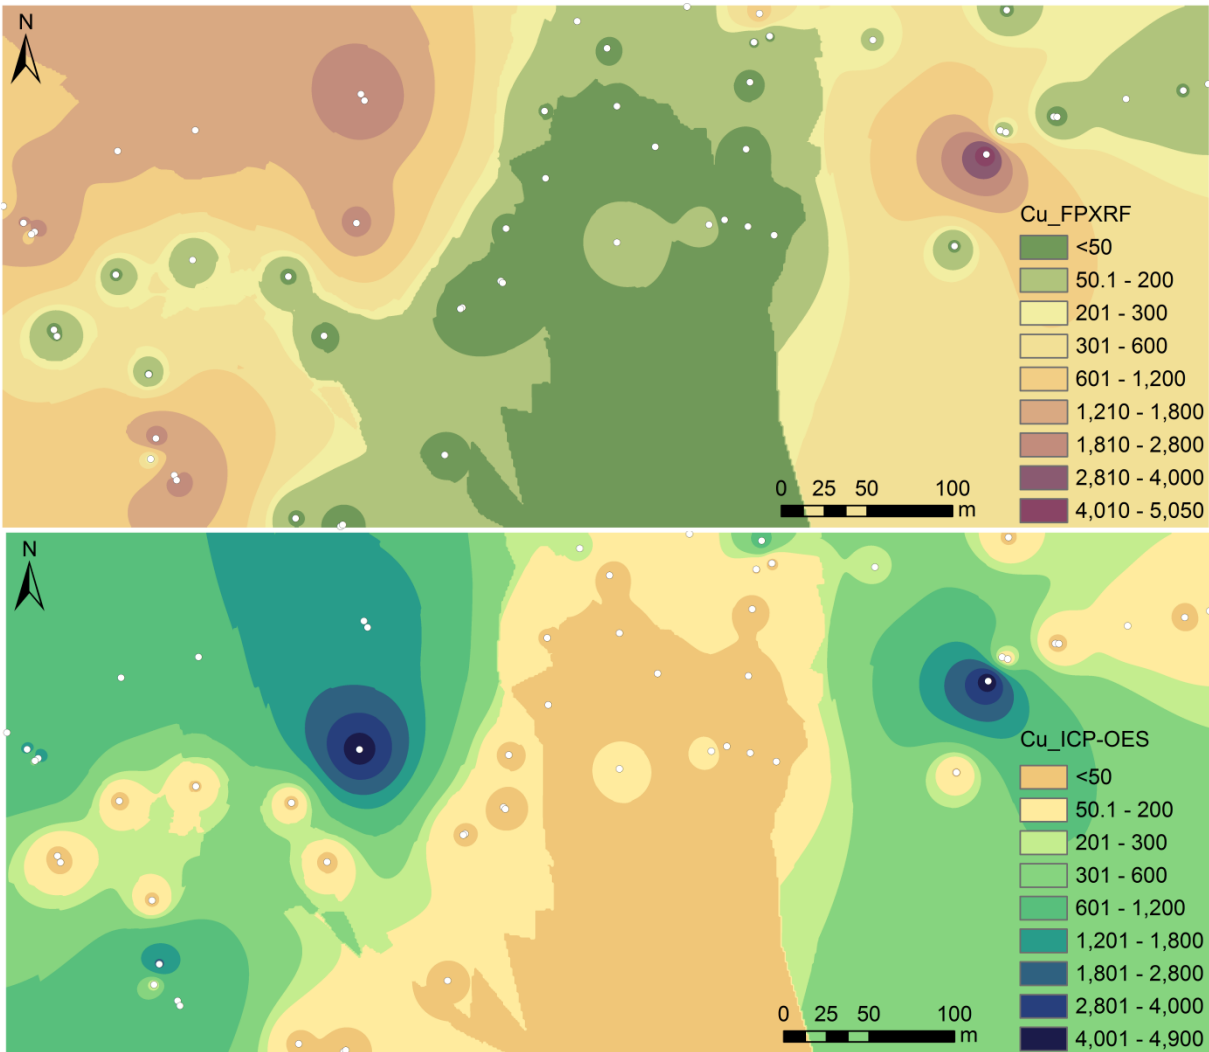 N
Cu_FPXRF
<50
50.1 - 200
201 - 300
301 - 600
601 - 1,200
1,210 - 1,800
1,810 - 2,800
2,810 - 4,000
4,010 - 5,050
0 25 50 100
m
N
Cu_ICP-OES
<50
50.1 - 200
201 - 300
301 - 600
601 - 1,200
1,201 - 1,800
1,801 - 2,800
2,801 - 4,000
4,001 - 4,900
0 25 50 100
m